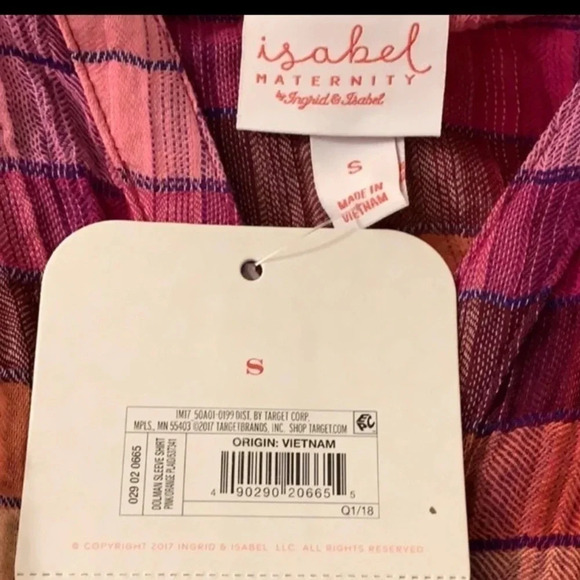 isabel
MATERNITY
by Ingrid & Isabel
S
MADE IN
VIETNAM
S
IM17 50A01-0199 DIST. BY TARGET CORP.
MPLS., MN 55403 ©2017 TARGETBRANDS, INC. SHOP TARGET.COM
029 02 0665
DOLMAN SLEEVE SHIRT
ORIGIN: VIETNAM
4 90290 20665 5
Q1/18
© COPYRIGHT 2017 INGRID & ISABEL, LLC. ALL RIGHTS RESERVED.